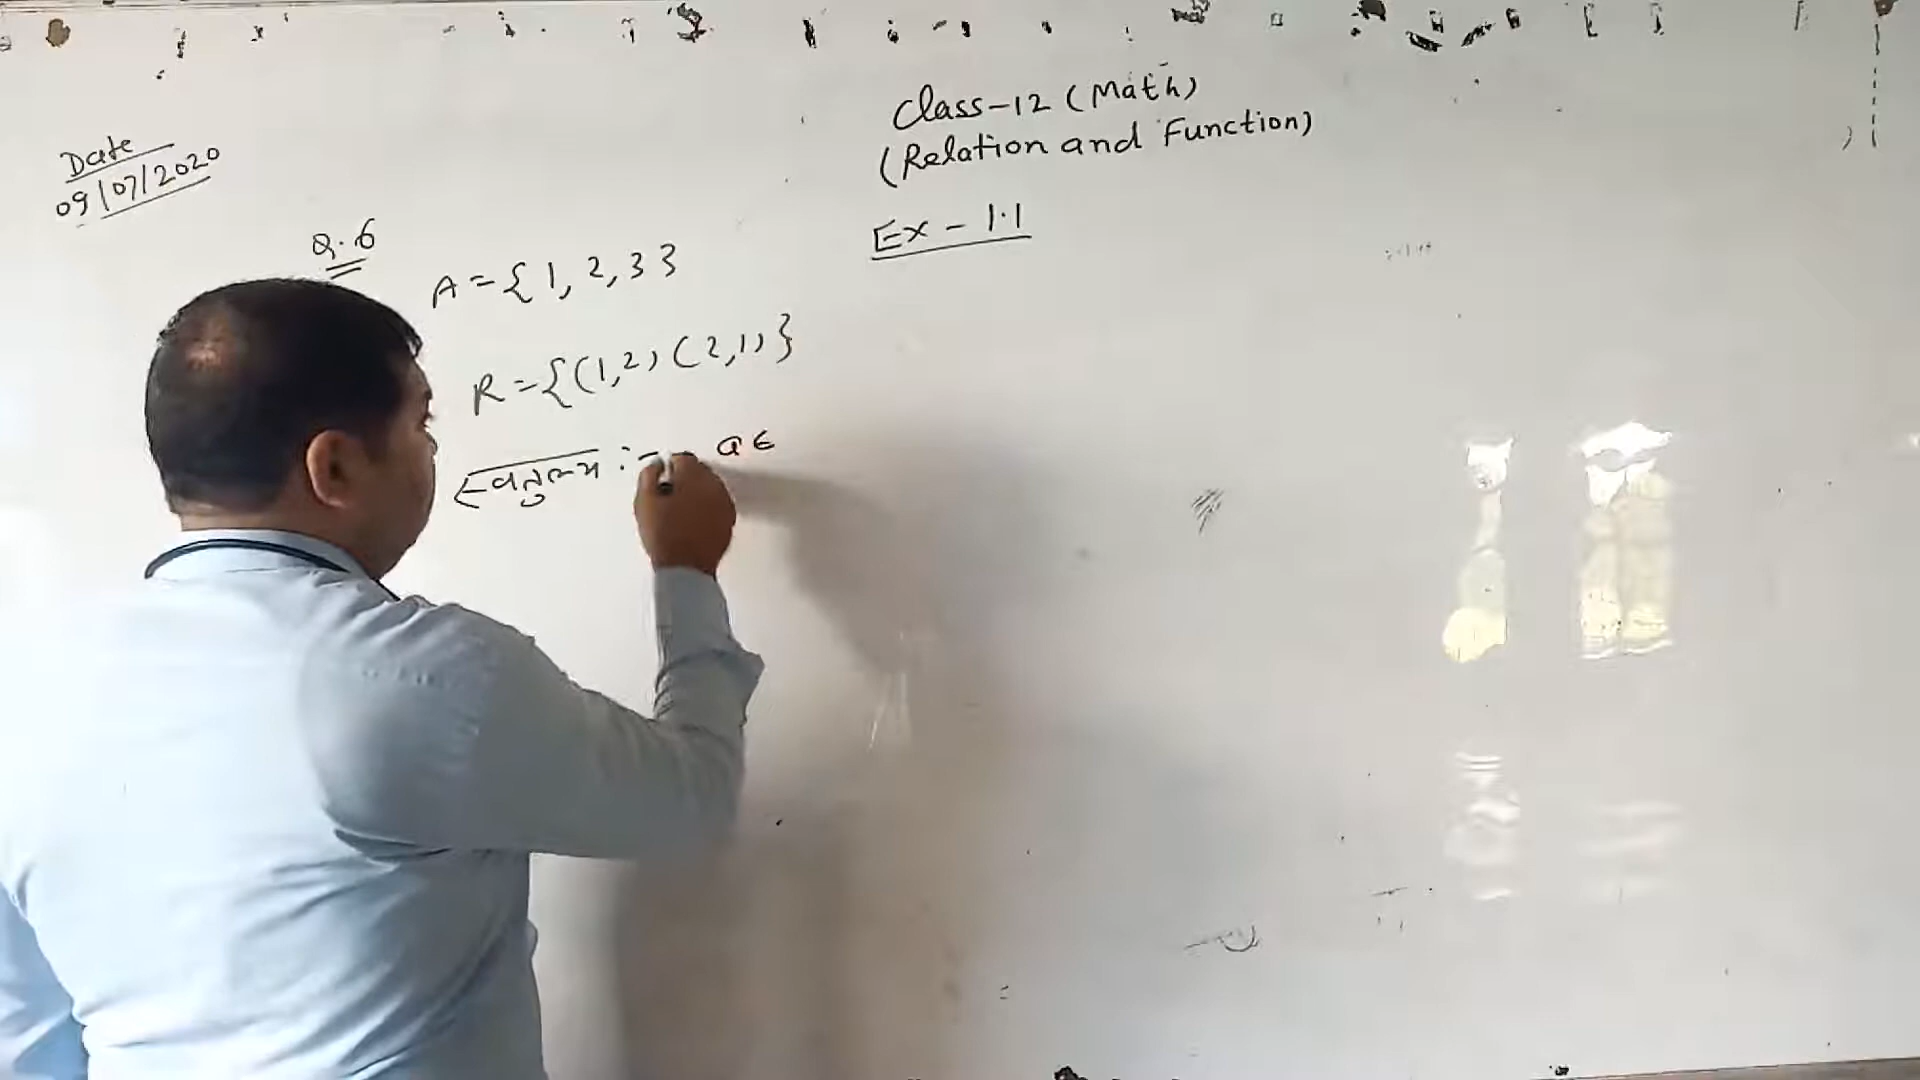 Date
09/07/2020
Class-12 (Math)
(Relation and Function)
Ex - 1.1
Q.6
A = {1, 2, 3}
R = {(1,2), (2,1)}
स्वतुल्य :- a ∈